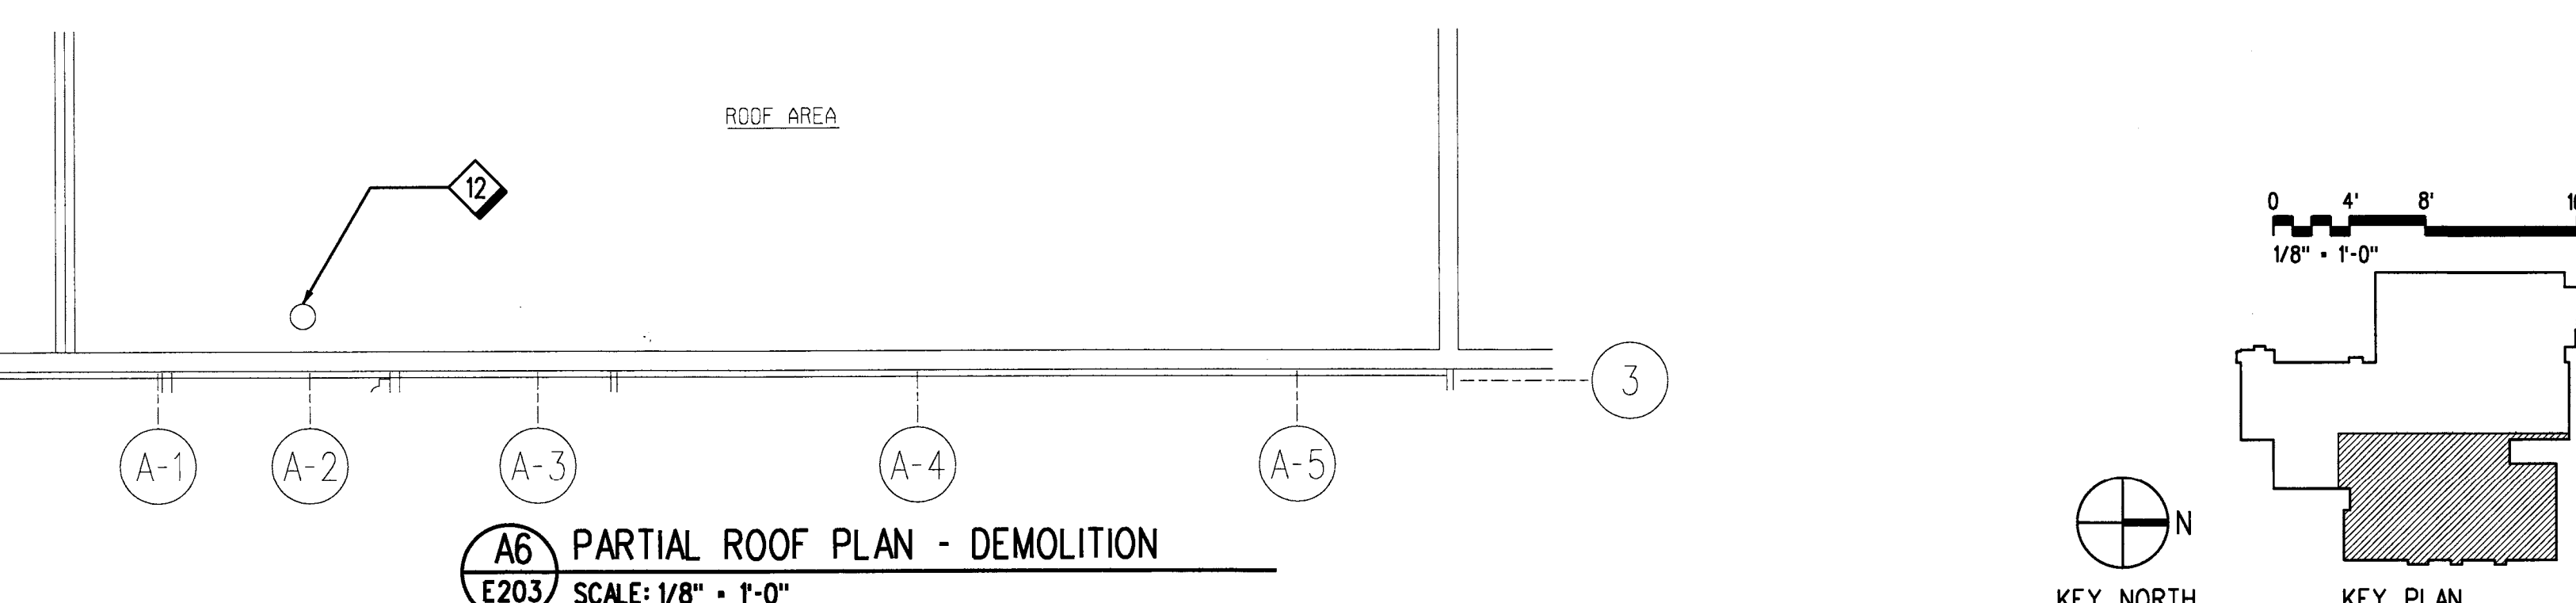 ROOF AREA
12
0 4' 8'
1/8" = 1'-0"
3
A-1 A-2 A-3 A-4 A-5
A6 PARTIAL ROOF PLAN - DEMOLITION
E203 SCALE: 1/8" = 1'-0"
N
KEY NORTH
KEY PLAN